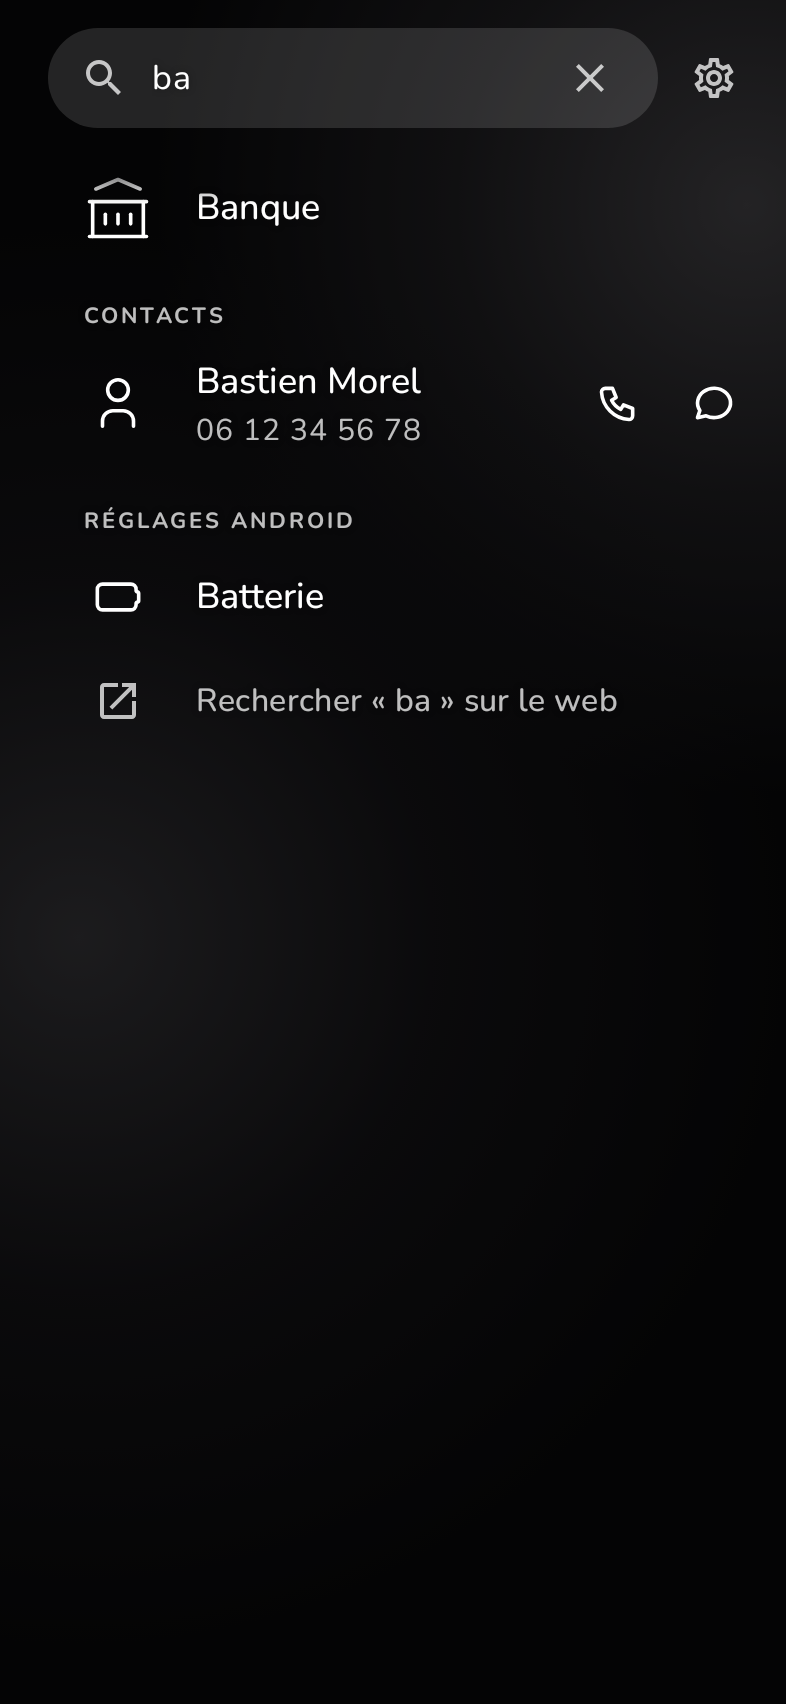 ba
Banque
CONTACTS
Bastien Morel
06 12 34 56 78
RÉGLAGES ANDROID
Batterie
Rechercher « ba » sur le web